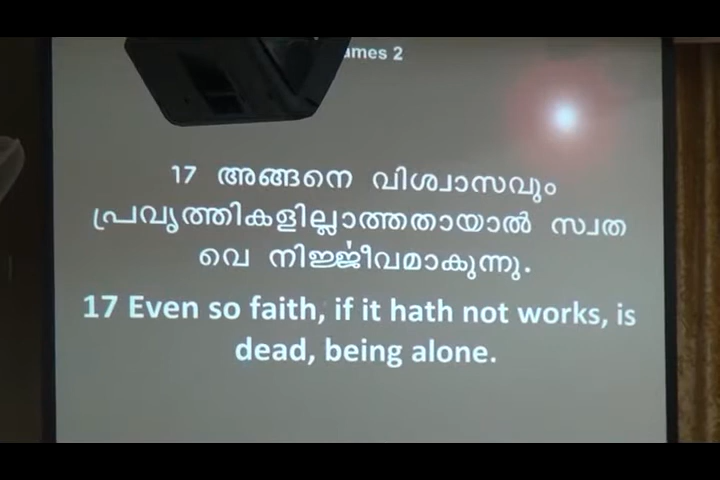 ames 2
17 അങ്ങനെ വിശ്വാസവും
പ്രവൃത്തികളില്ലാത്തതായാൽ സ്വത
വെ നിർജ്ജീവമാകുന്നു.
17 Even so faith, if it hath not works, is
dead, being alone.